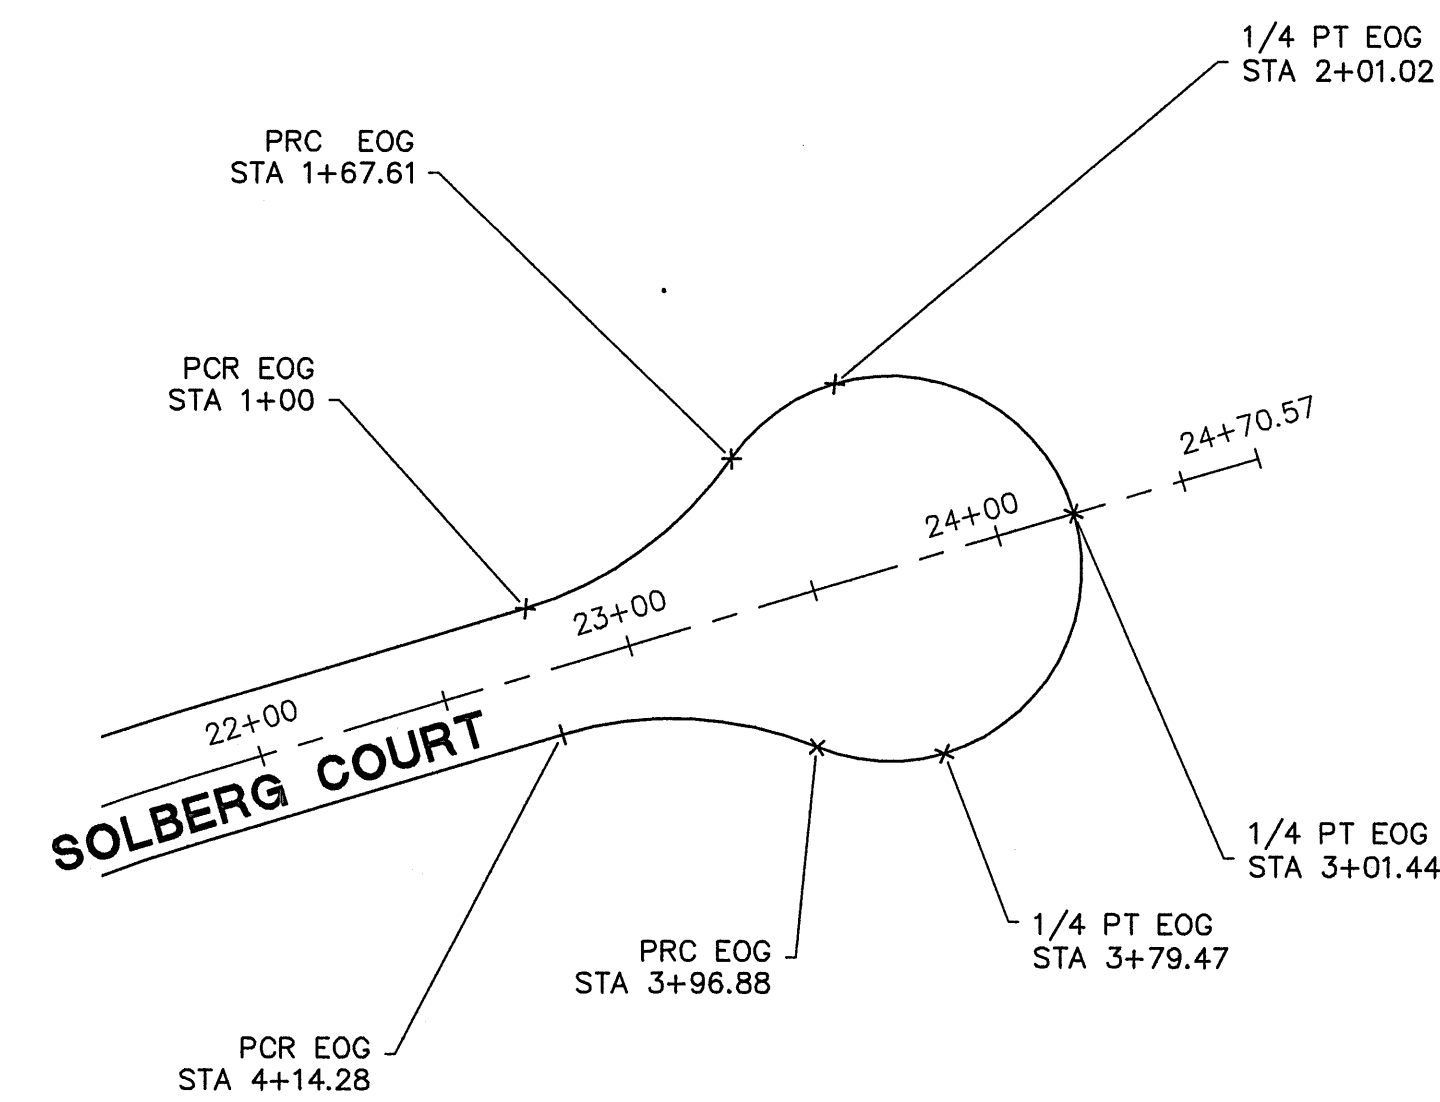 1/4 PT EOG
STA 2+01.02
PRC EOG
STA 1+67.61
PCR EOG
STA 1+00
24+70.57
24+00
23+00
22+00
SOLBERG COURT
1/4 PT EOG
STA 3+01.44
1/4 PT EOG
STA 3+79.47
PRC EOG
STA 3+96.88
PCR EOG
STA 4+14.28